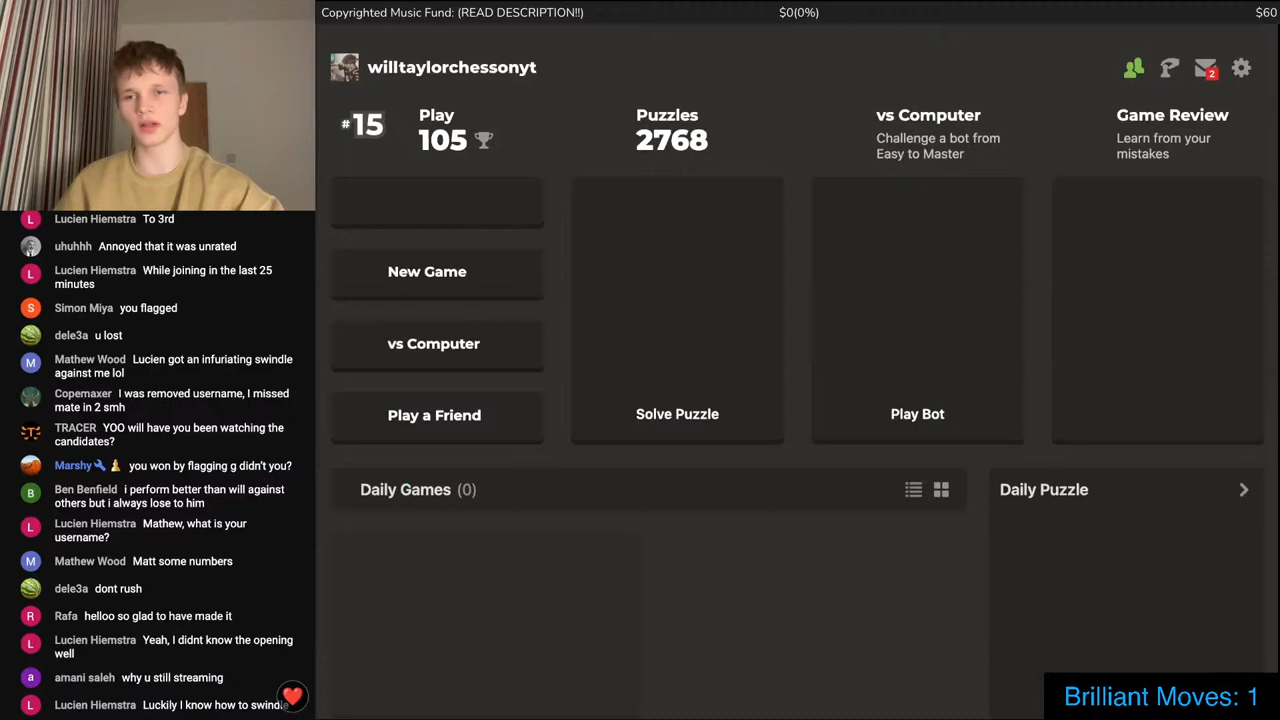 Copyrighted Music Fund: (READ DESCRIPTION!!) $0(0%) $60
willtaylorchessonyt
2
#15
Play
105
Puzzles
2768
vs Computer
Challenge a bot from
Easy to Master
Game Review
Learn from your
mistakes
New Game
vs Computer
Play a Friend
Solve Puzzle
Play Bot
Daily Games (0)
Daily Puzzle
L Lucien Hiemstra To 3rd
uhuhhh Annoyed that it was unrated
L Lucien Hiemstra While joining in the last 25
minutes
S Simon Miya you flagged
dele3a u lost
M Mathew Wood Lucien got an infuriating swindle
against me lol
Copemaxer I was removed username, I missed
mate in 2 smh
TRACER YOO will have you been watching the
candidates?
Marshy you won by flagging g didn't you?
B Ben Benfield i perform better than will against
others but i always lose to him
L Lucien Hiemstra Mathew, what is your
username?
M Mathew Wood Matt some numbers
dele3a dont rush
R Rafa helloo so glad to have made it
L Lucien Hiemstra Yeah, I didnt know the opening
well
a amani saleh why u still streaming
L Lucien Hiemstra Luckily I know how to swindle
Brilliant Moves: 1